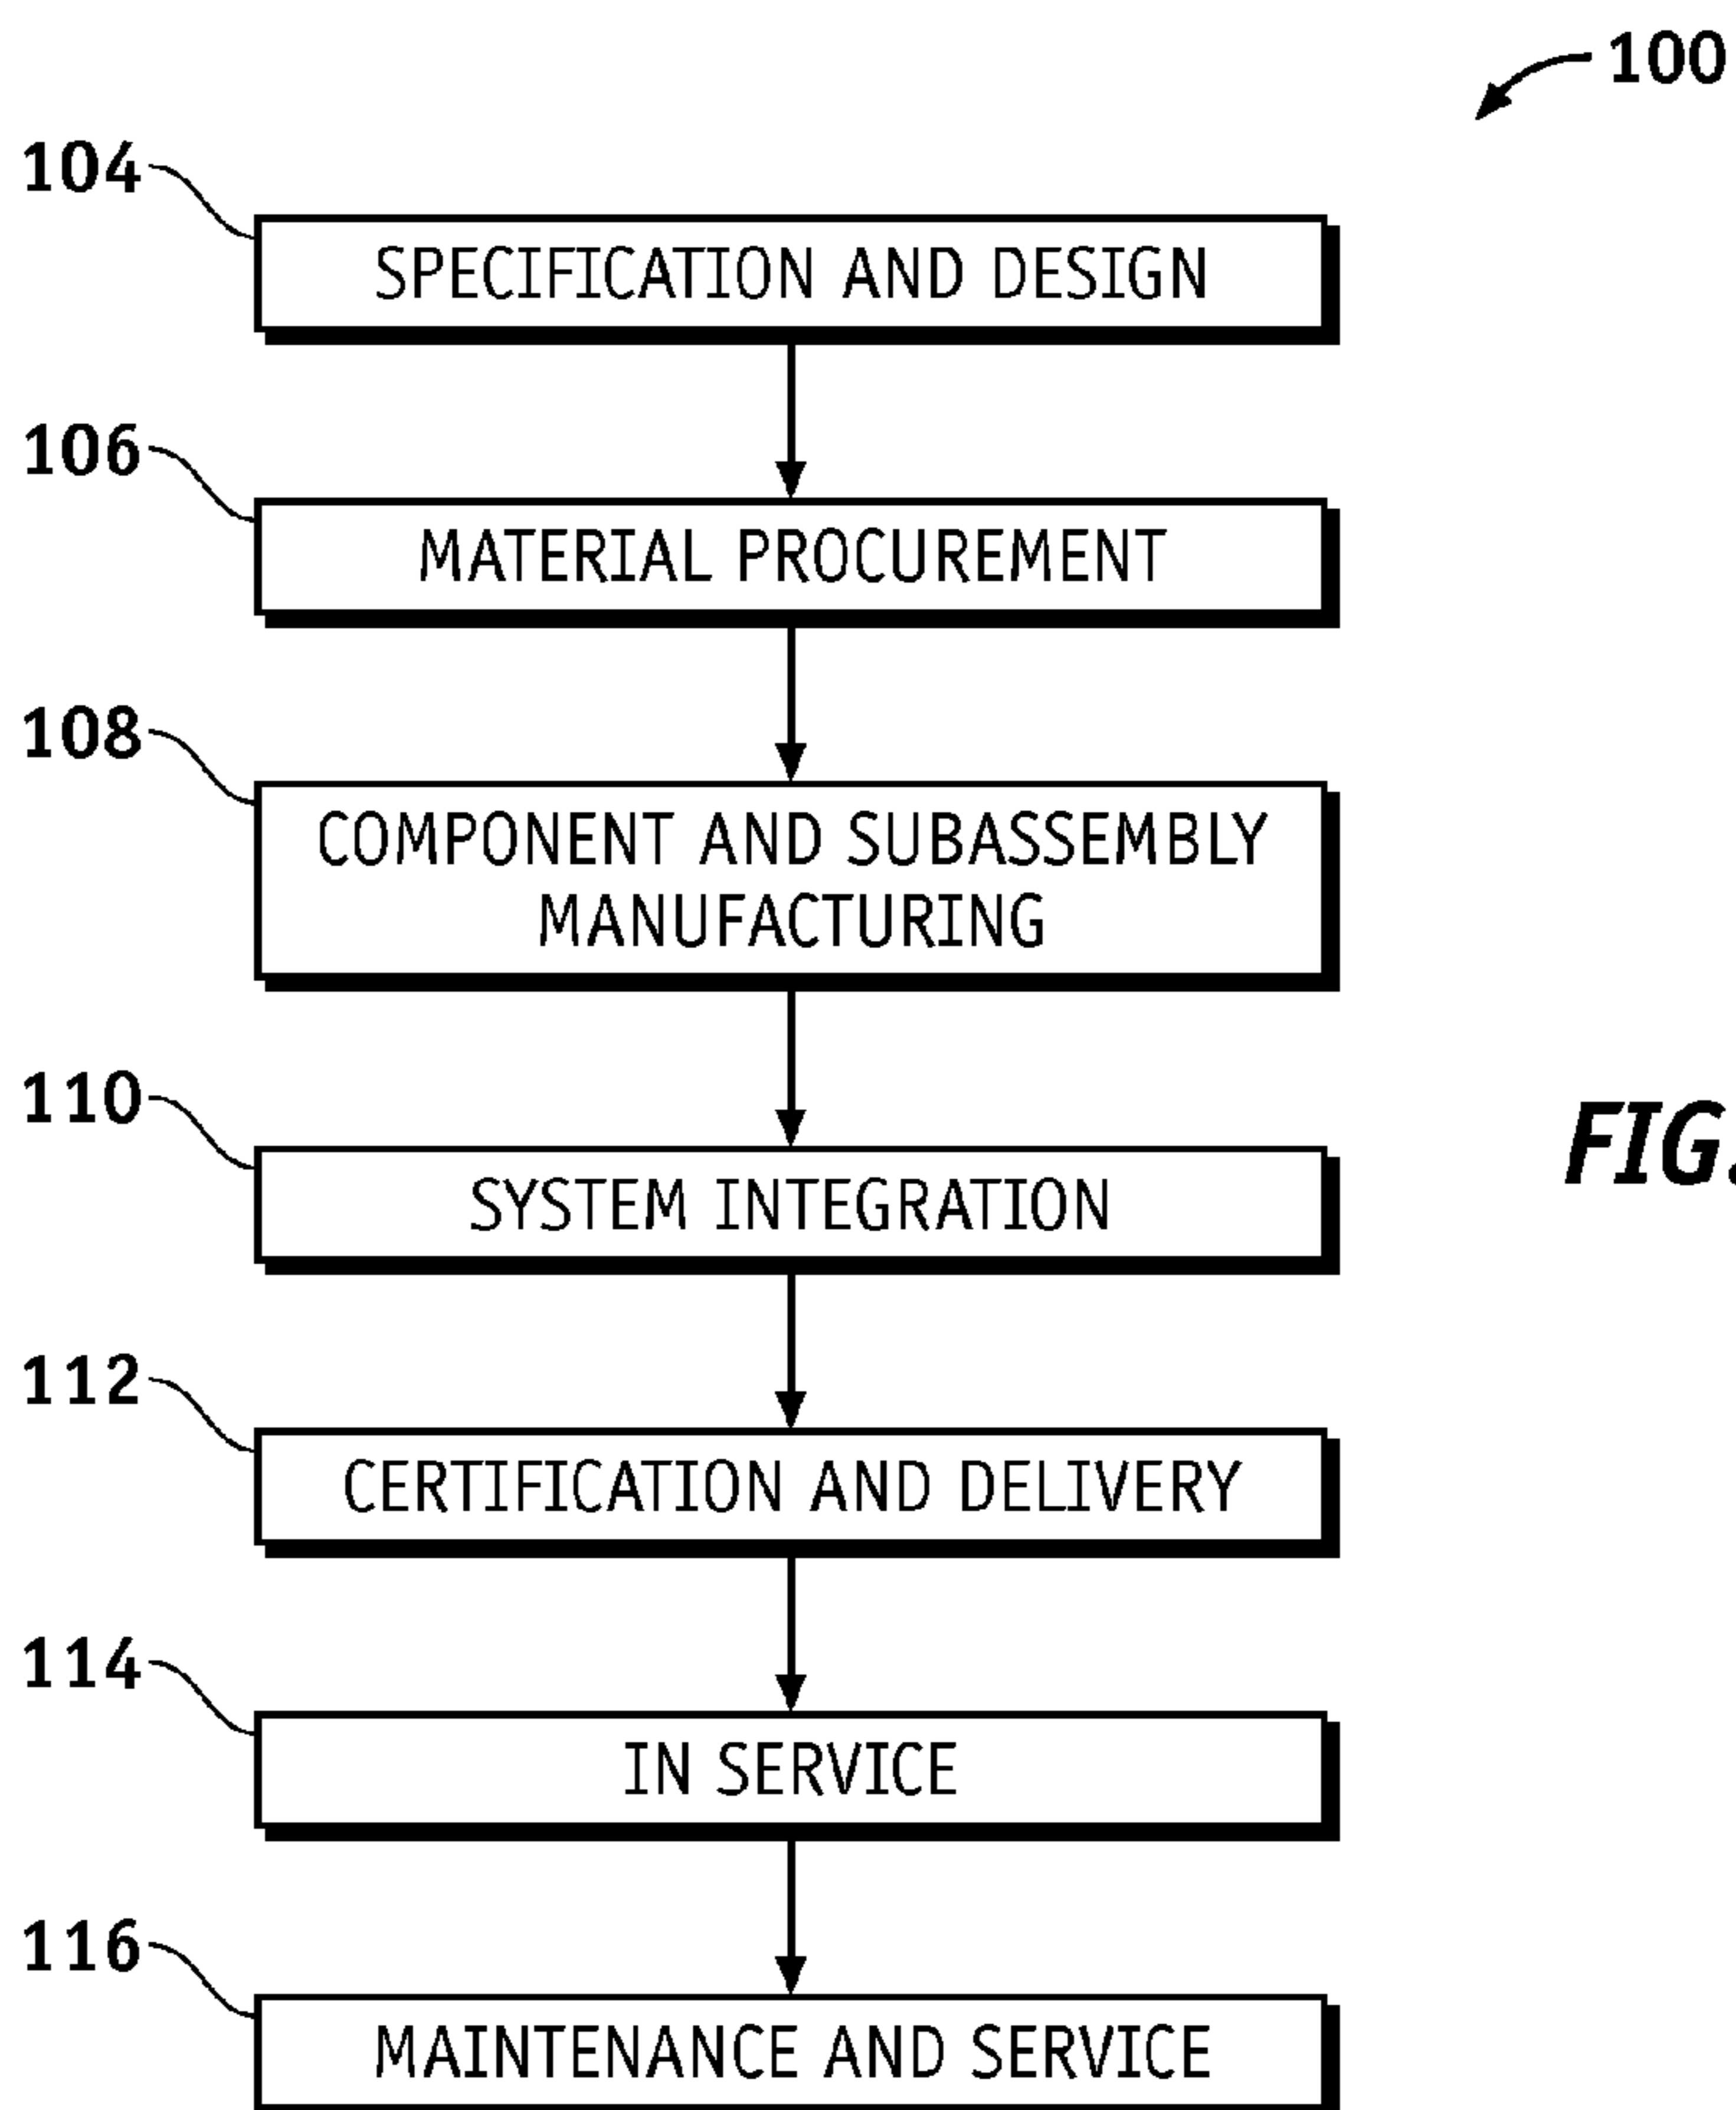 100
104
SPECIFICATION AND DESIGN
106
MATERIAL PROCUREMENT
108
COMPONENT AND SUBASSEMBLY
MANUFACTURING
110
SYSTEM INTEGRATION
FIG.
112
CERTIFICATION AND DELIVERY
114
IN SERVICE
116
MAINTENANCE AND SERVICE